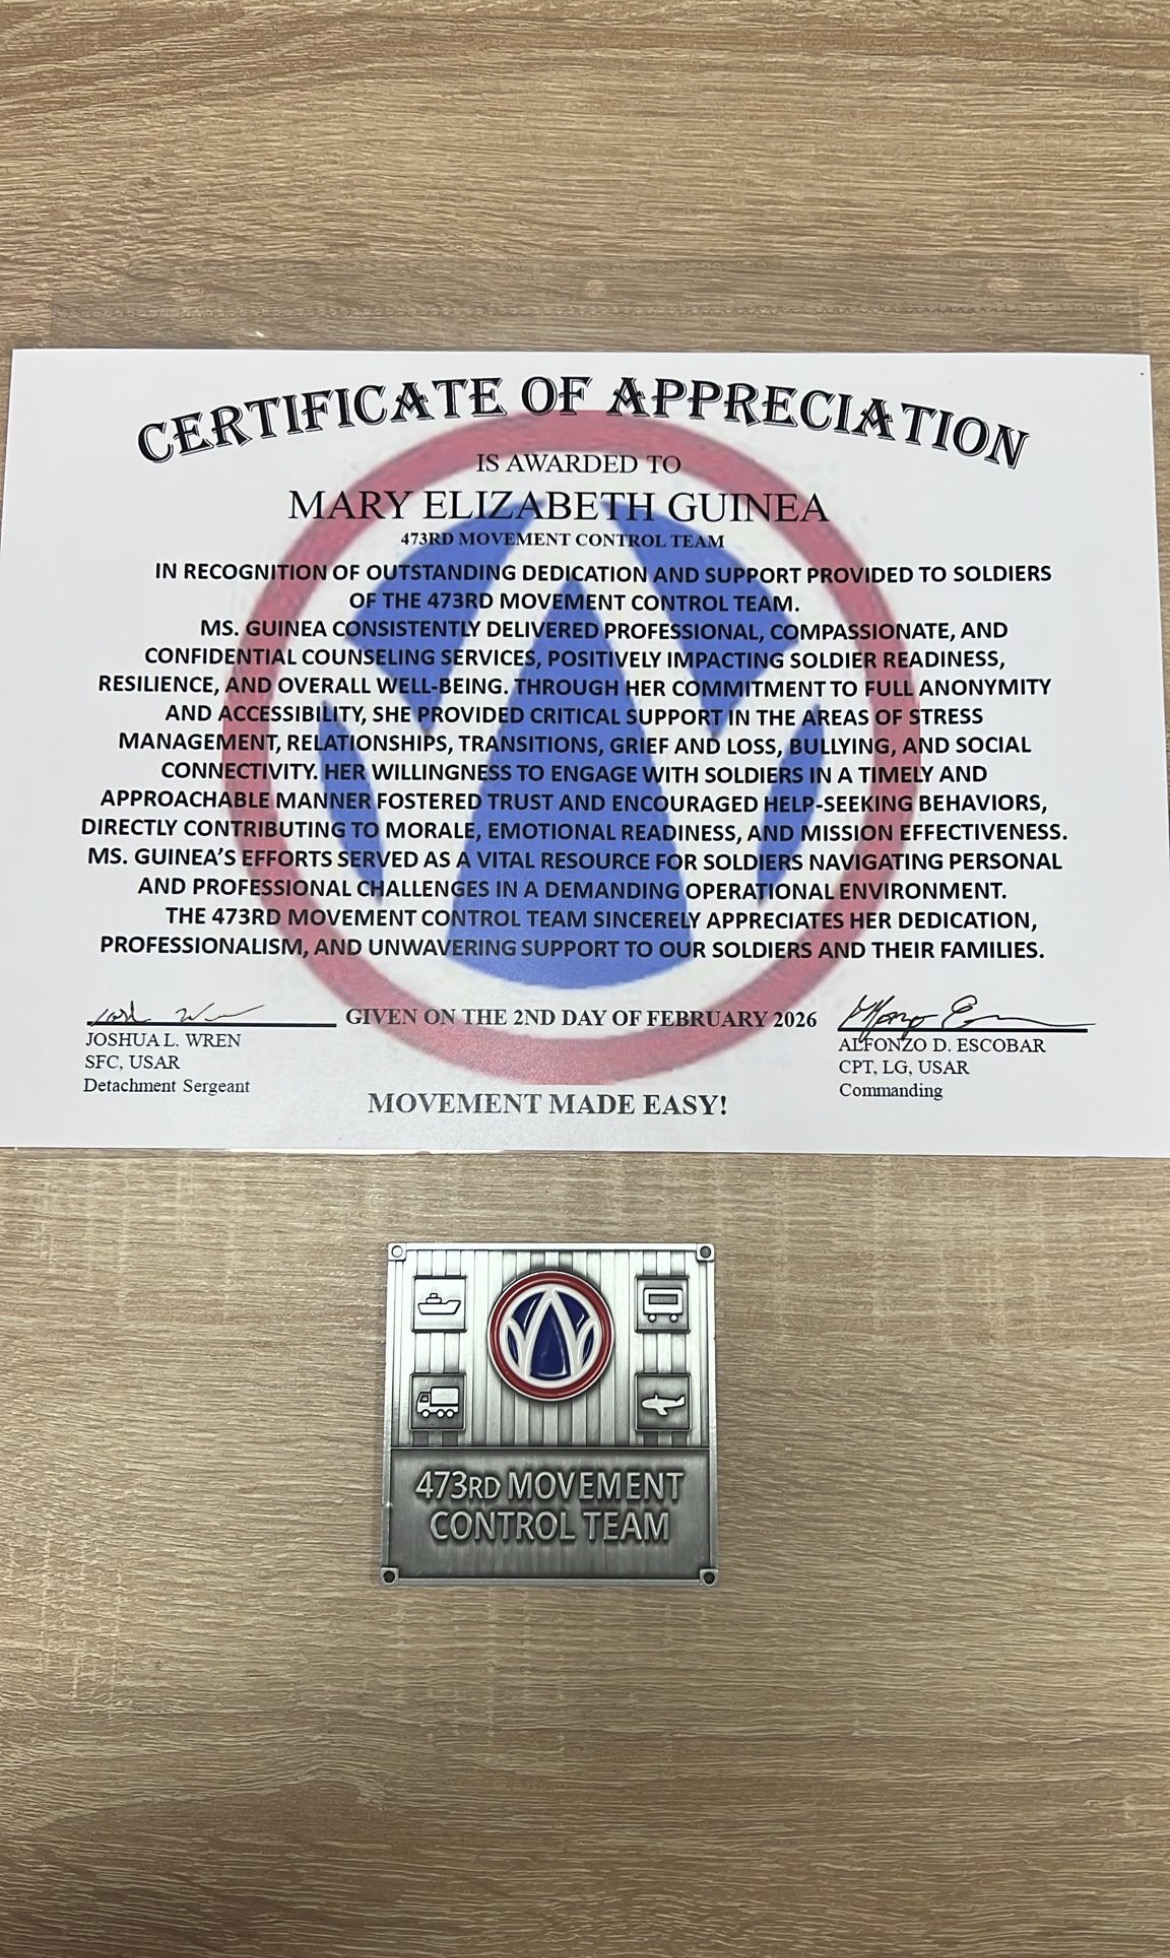 CERTIFICATE OF APPRECIATION
IS AWARDED TO
MARY ELIZABETH GUINEA
473RD MOVEMENT CONTROL TEAM
IN RECOGNITION OF OUTSTANDING DEDICATION AND SUPPORT PROVIDED TO SOLDIERS
OF THE 473RD MOVEMENT CONTROL TEAM.
MS. GUINEA CONSISTENTLY DELIVERED PROFESSIONAL, COMPASSIONATE, AND
CONFIDENTIAL COUNSELING SERVICES, POSITIVELY IMPACTING SOLDIER READINESS,
RESILIENCE, AND OVERALL WELL-BEING. THROUGH HER COMMITMENT TO FULL ANONYMITY
AND ACCESSIBILITY, SHE PROVIDED CRITICAL SUPPORT IN THE AREAS OF STRESS
MANAGEMENT, RELATIONSHIPS, TRANSITIONS, GRIEF AND LOSS, BULLYING, AND SOCIAL
CONNECTIVITY. HER WILLINGNESS TO ENGAGE WITH SOLDIERS IN A TIMELY AND
APPROACHABLE MANNER FOSTERED TRUST AND ENCOURAGED HELP-SEEKING BEHAVIORS,
DIRECTLY CONTRIBUTING TO MORALE, EMOTIONAL READINESS, AND MISSION EFFECTIVENESS.
MS. GUINEA'S EFFORTS SERVED AS A VITAL RESOURCE FOR SOLDIERS NAVIGATING PERSONAL
AND PROFESSIONAL CHALLENGES IN A DEMANDING OPERATIONAL ENVIRONMENT.
THE 473RD MOVEMENT CONTROL TEAM SINCERELY APPRECIATES HER DEDICATION,
PROFESSIONALISM, AND UNWAVERING SUPPORT TO OUR SOLDIERS AND THEIR FAMILIES.
GIVEN ON THE 2ND DAY OF FEBRUARY 2026
JOSHUA L. WREN
SFC, USAR
Detachment Sergeant
ALFONZO D. ESCOBAR
CPT, LG, USAR
Commanding
MOVEMENT MADE EASY!
473RD MOVEMENT
CONTROL TEAM